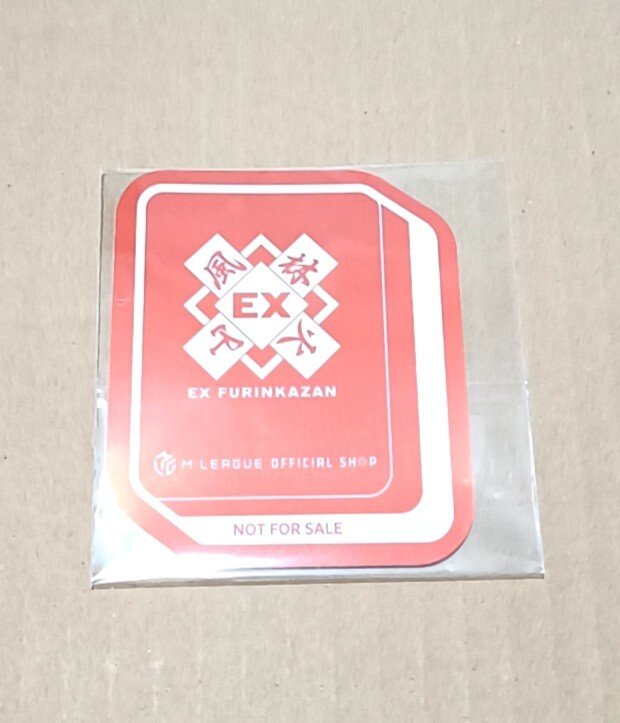 風 林
EX
山 火
EX FURINKAZAN
M LEAGUE OFFICIAL SHOP
NOT FOR SALE